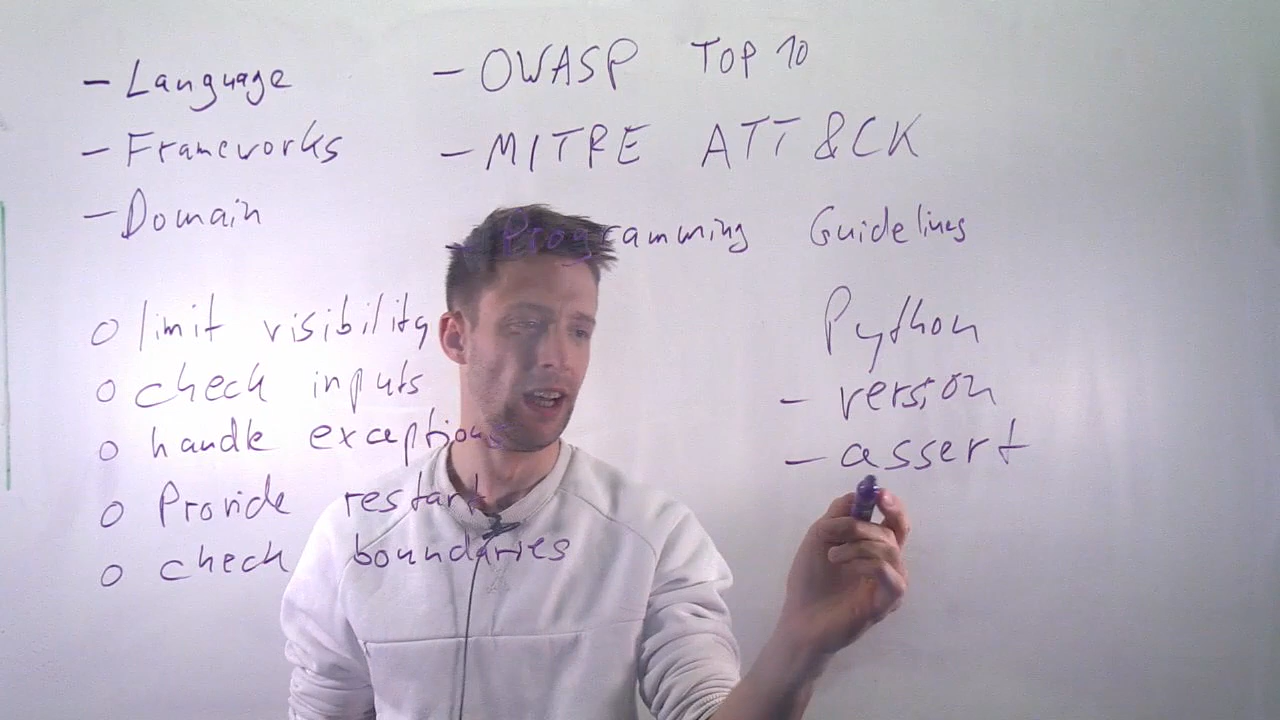 - Language
- Frameworks
- Domain
- OWASP TOP 10
- MITRE ATT&CK
- Programming Guidelines
o limit visibility
o check inputs
o handle exceptions
o Provide restart
o check boundaries
Python
- version
- assert